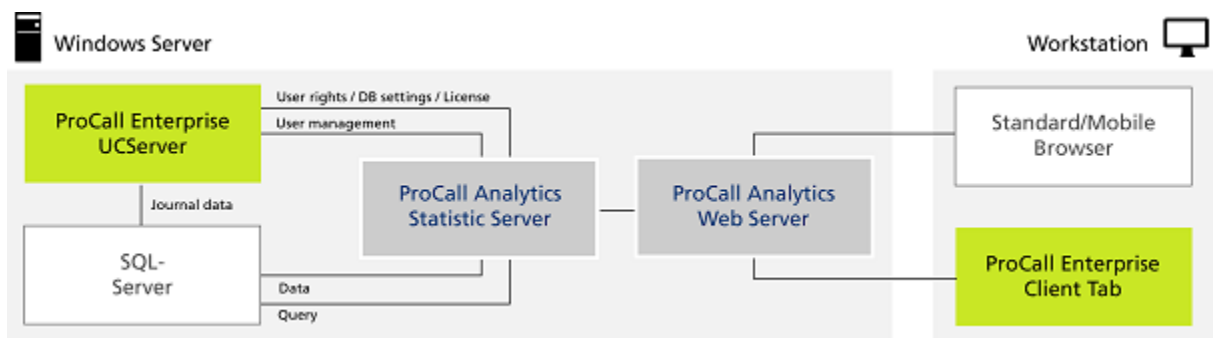 Windows Server
Workstation
ProCall Enterprise
UCServer
User rights / DB settings / License
User management
Journal data
SQL-
Server
Data
Query
ProCall Analytics
Statistic Server
ProCall Analytics
Web Server
Standard/Mobile
Browser
ProCall Enterprise
Client Tab